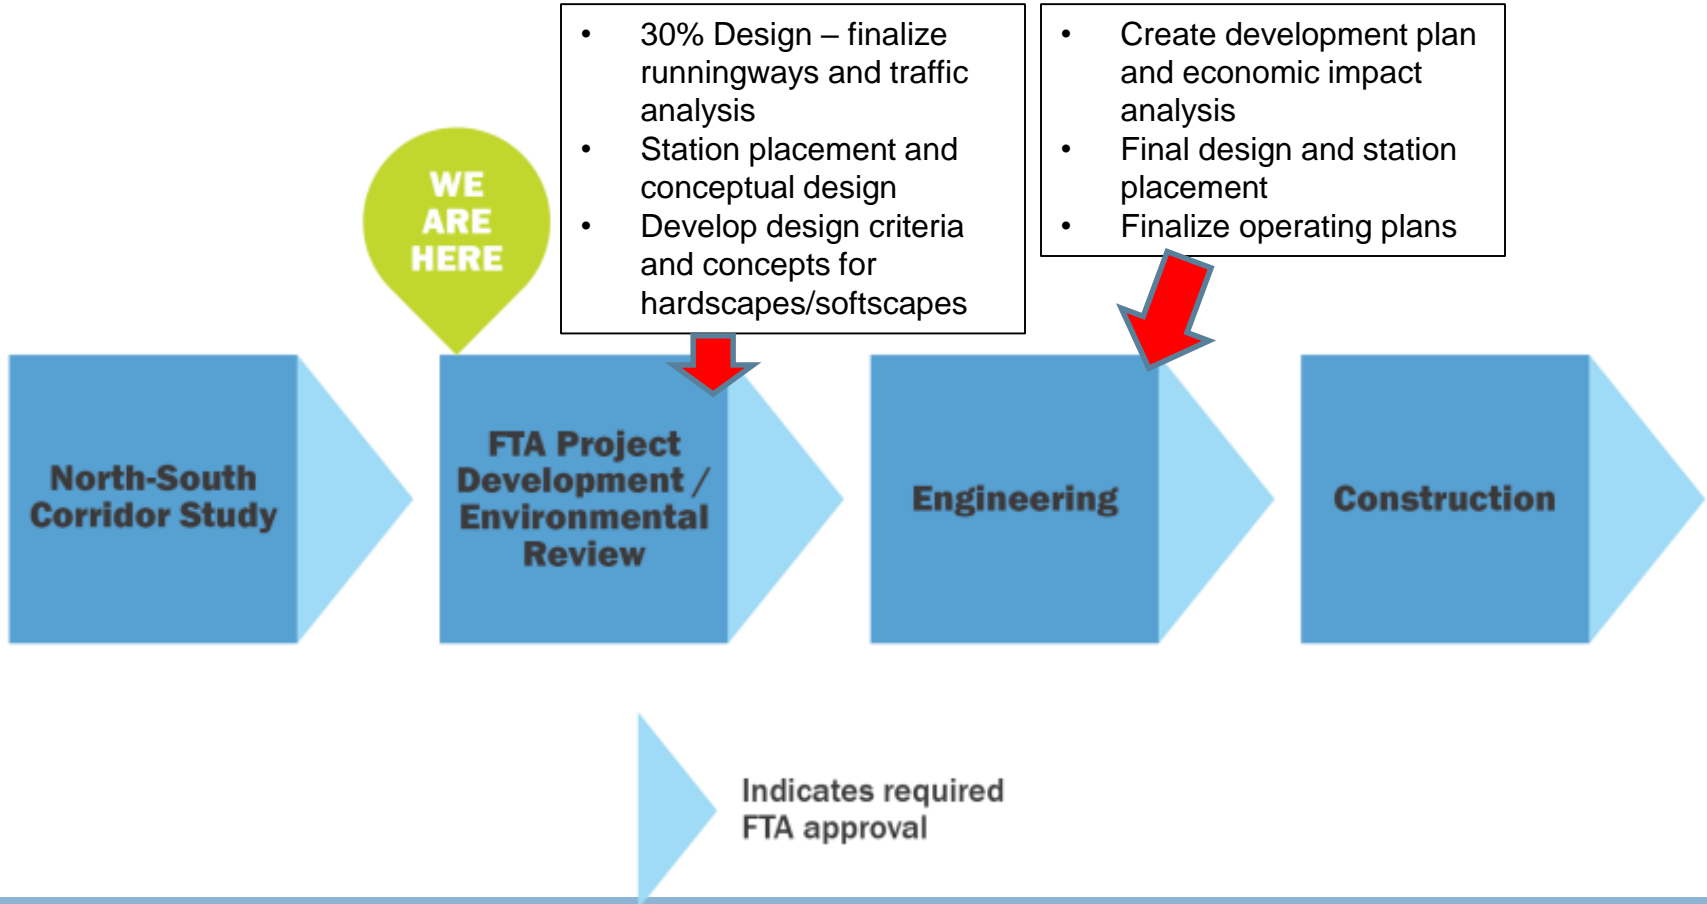 • 30% Design – finalize
runningways and traffic
analysis
• Station placement and
conceptual design
• Develop design criteria
and concepts for
hardscapes/softscapes
• Create development plan
and economic impact
analysis
• Final design and station
placement
• Finalize operating plans
WE
ARE
HERE
North-South
Corridor Study
FTA Project
Development /
Environmental
Review
Engineering
Construction
Indicates required
FTA approval